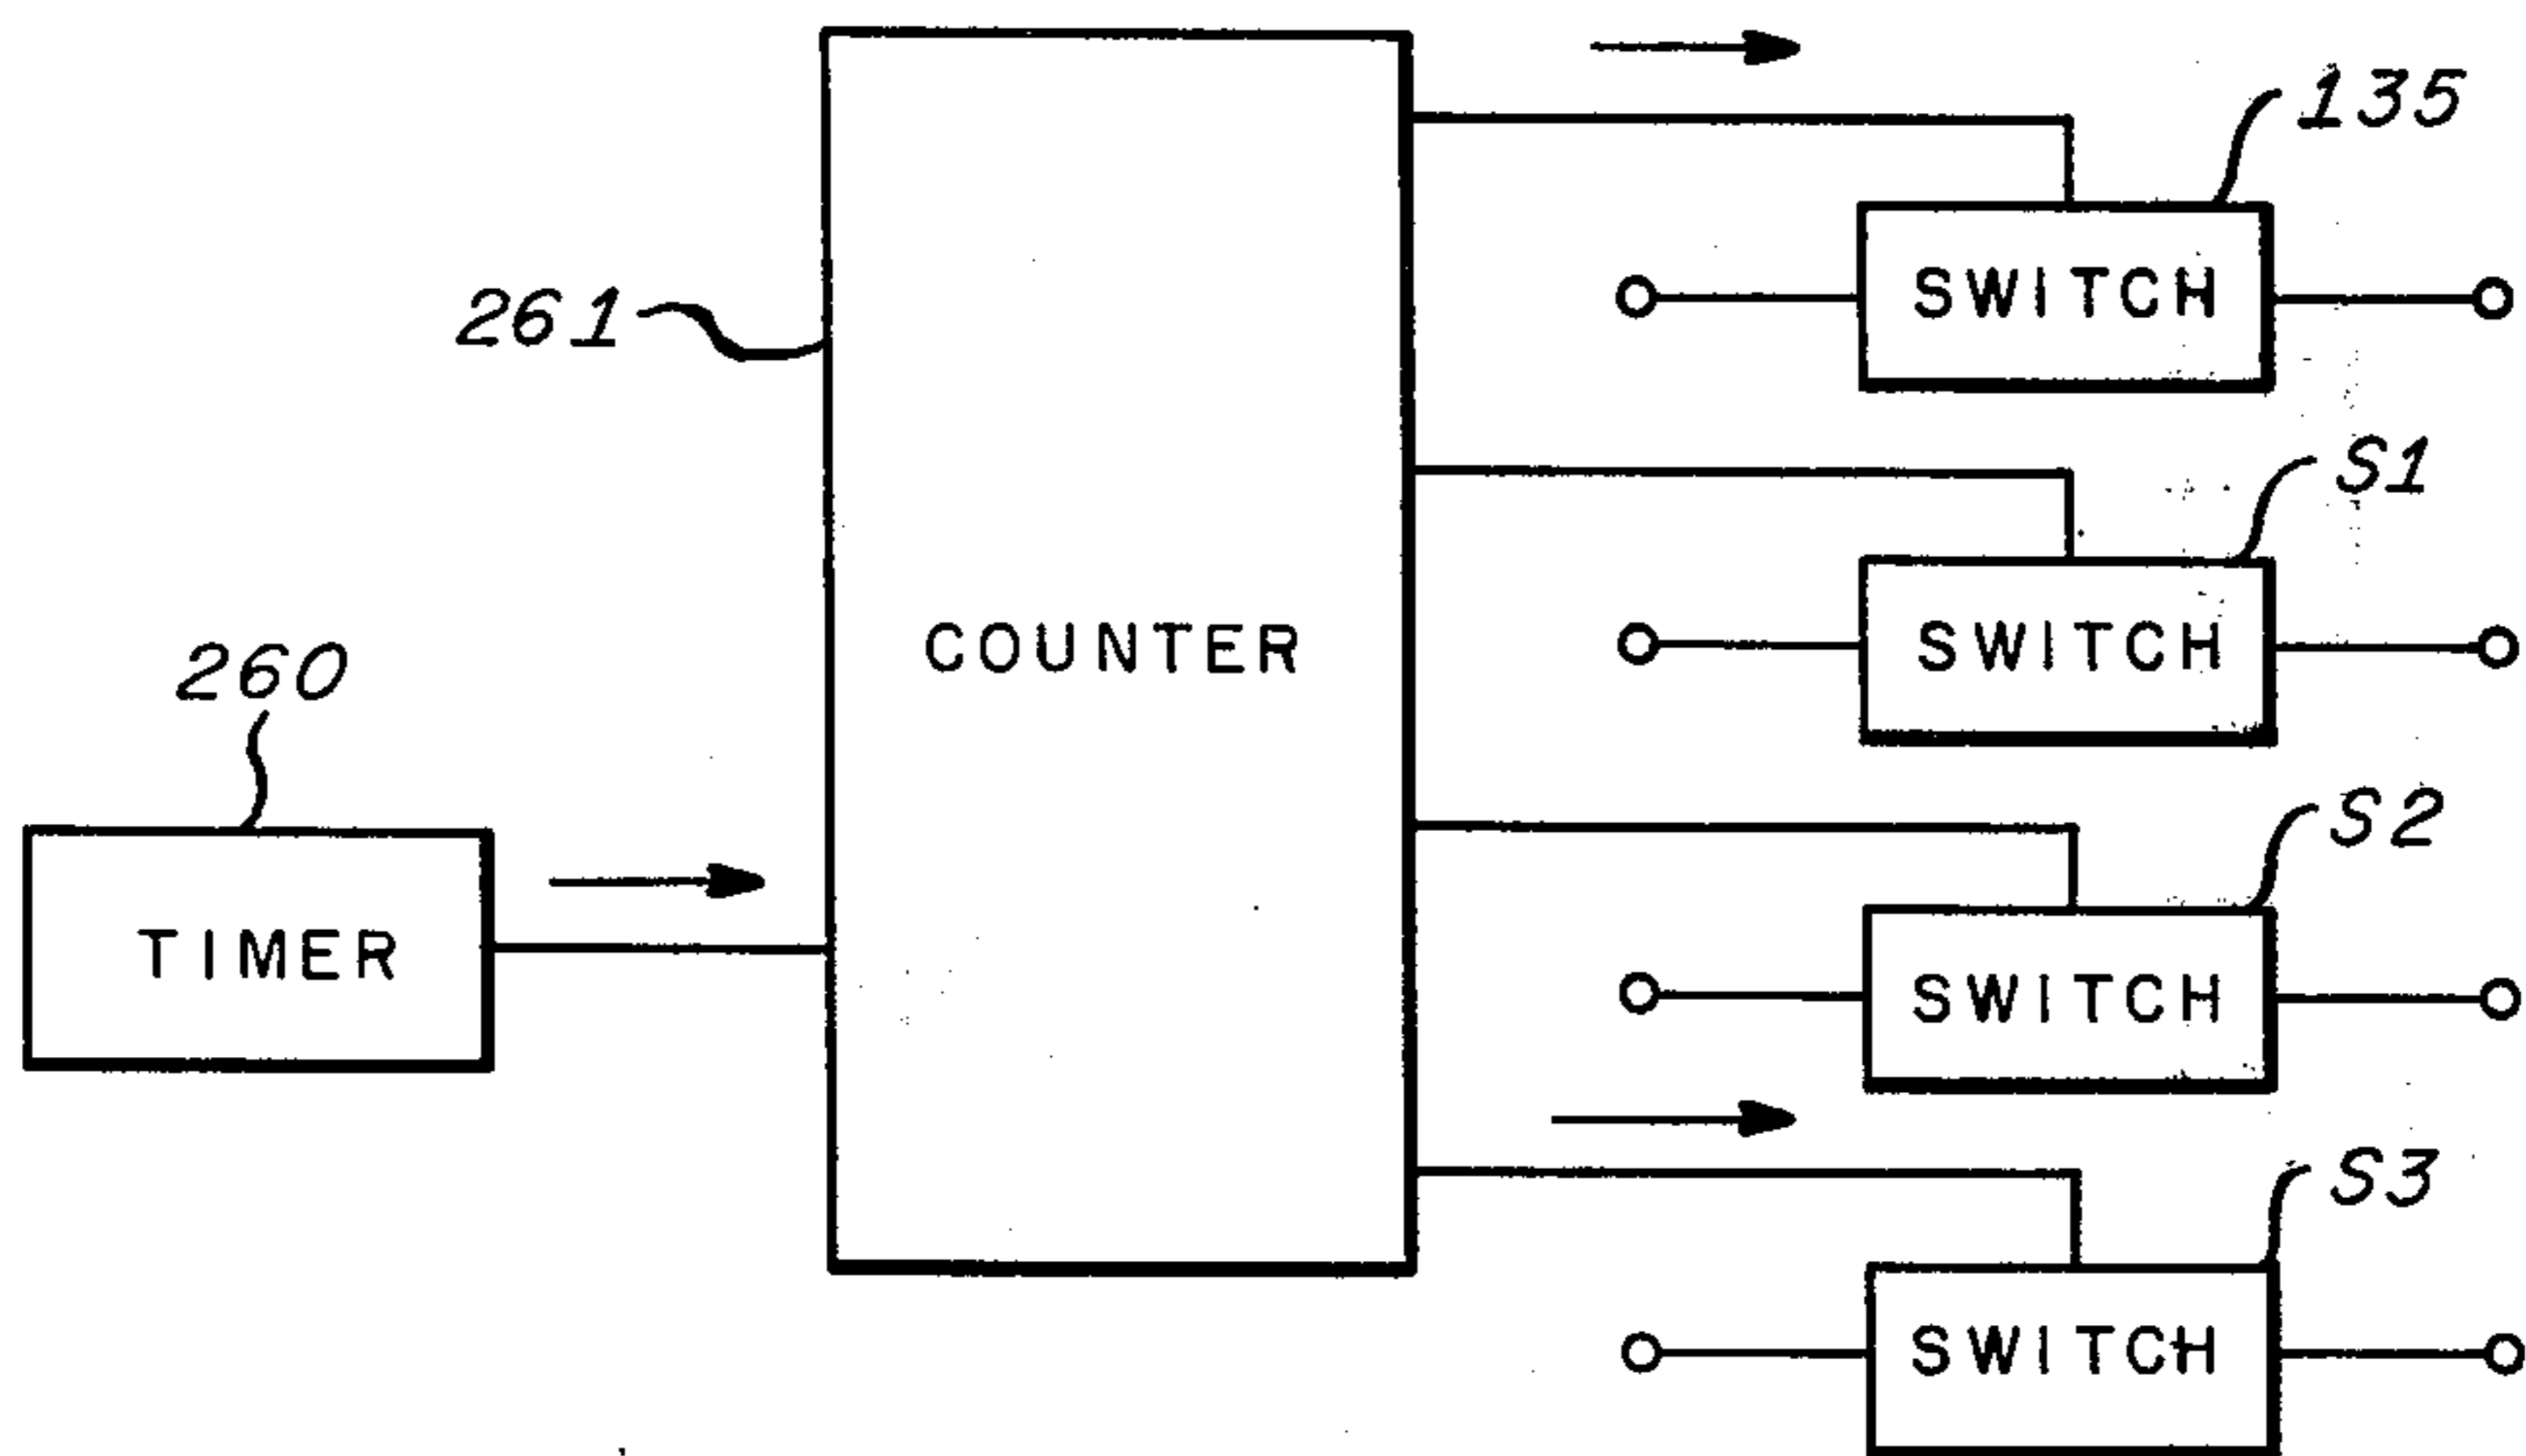 135
SWITCH
261
S1
COUNTER
SWITCH
260
S2
TIMER
SWITCH
S3
SWITCH